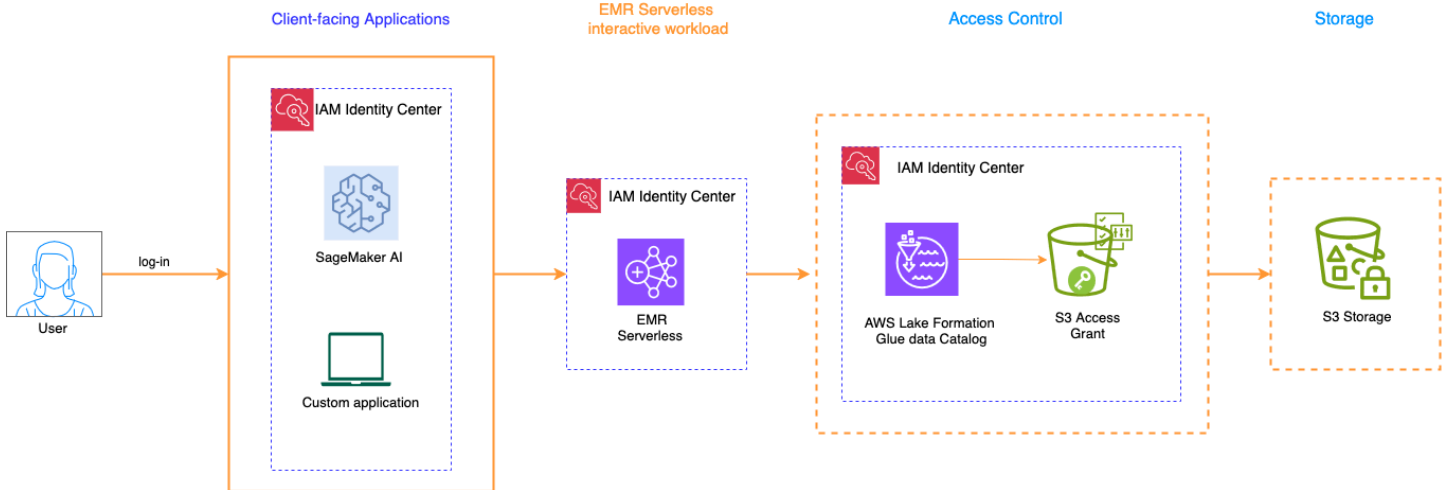 Client-facing Applications
EMR Serverless
interactive workload
Access Control
Storage
IAM Identity Center
SageMaker AI
Custom application
log-in
User
IAM Identity Center
EMR
Serverless
IAM Identity Center
AWS Lake Formation
Glue data Catalog
S3 Access
Grant
S3 Storage